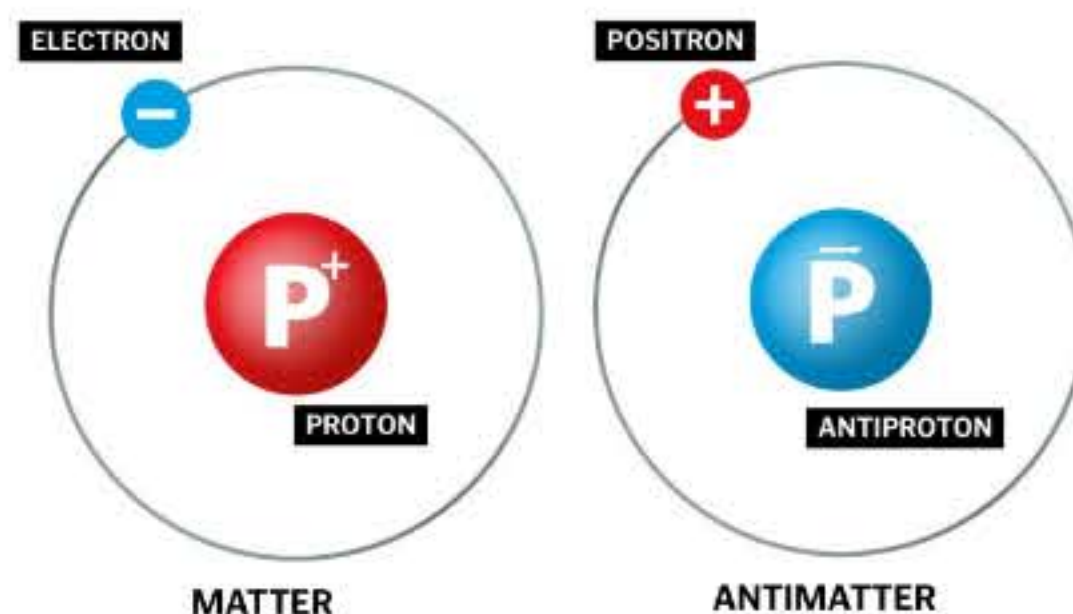 ELECTRON
−
P⁺
PROTON
MATTER
POSITRON
+
P̄
ANTIPROTON
ANTIMATTER